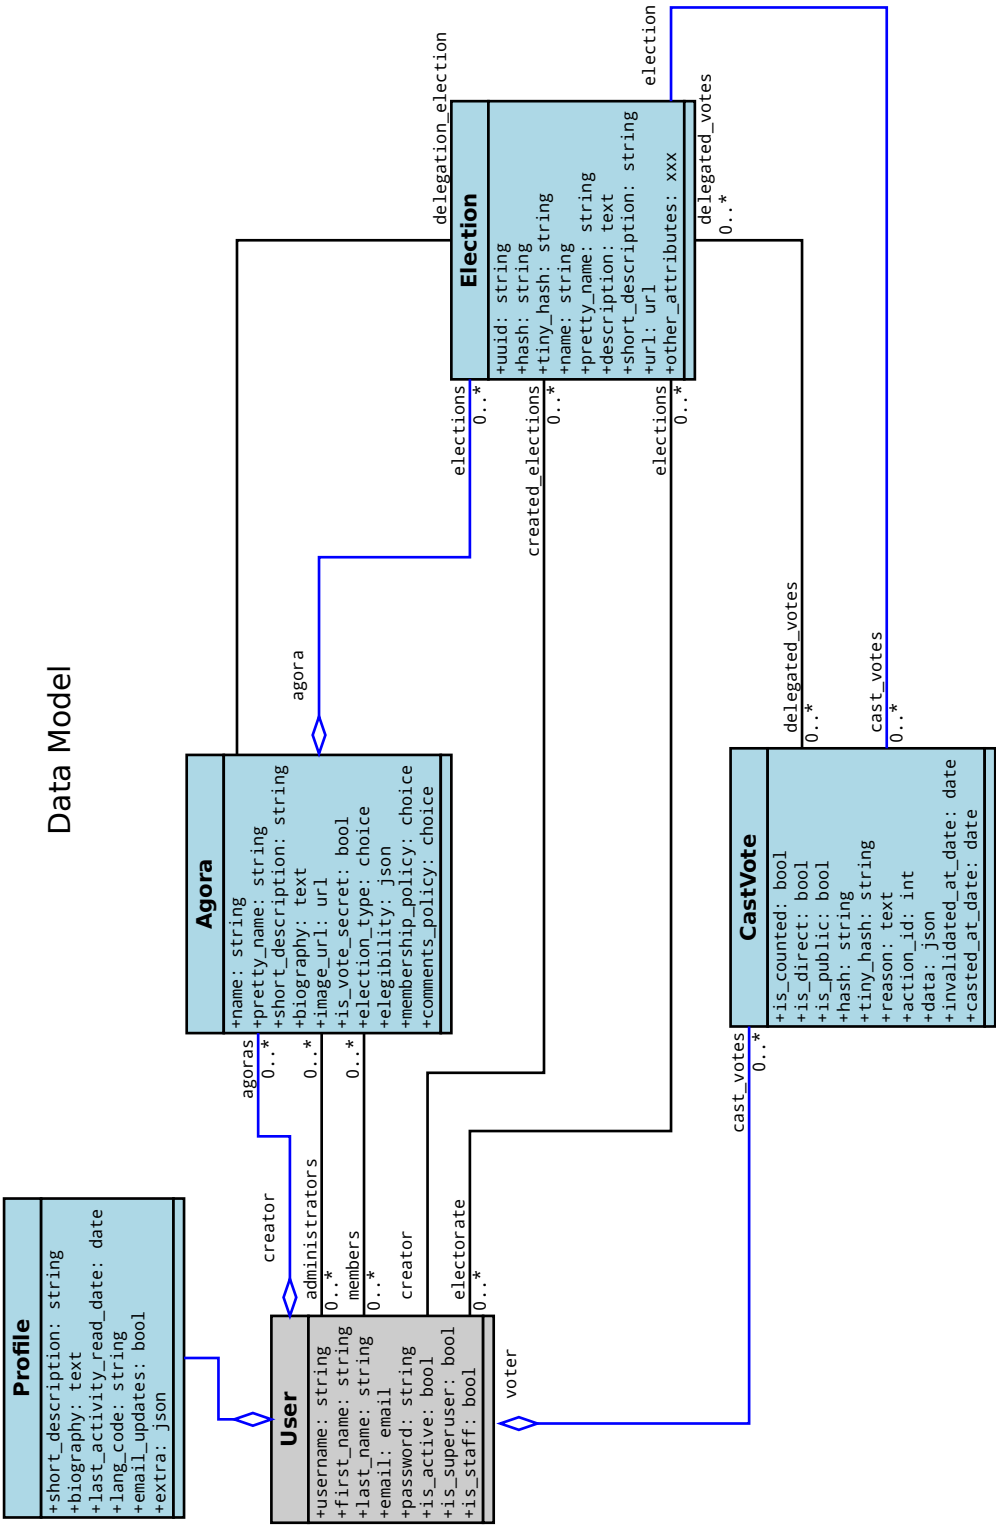 Data Model
Profile
+short_description: string
+biography: text
+last_activity_read_date: date
+lang_code: string
+email_updates: bool
+extra: json
User
+username: string
+first_name: string
+last_name: string
+email: email
+password: string
+is_active: bool
+is_superuser: bool
+is_staff: bool
creator
agoras
0..*
administrators
0..*
0..*
members
0..*
0..*
creator
created_elections
0..*
electorate
0..*
elections
0..*
voter
cast_votes
0..*
Agora
+name: string
+pretty_name: string
+short_description: string
+biography: text
+image_url: url
+is_vote_secret: bool
+election_type: choice
+elegibility: json
+membership_policy: choice
+comments_policy: choice
agora
elections
0..*
delegation_election
Election
+uuid: string
+hash: string
+tiny_hash: string
+name: string
+pretty_name: string
+description: text
+short_description: string
+url: url
+other_attributes: xxx
election
delegated_votes
0..*
delegated_votes
0..*
cast_votes
0..*
CastVote
+is_counted: bool
+is_direct: bool
+is_public: bool
+hash: string
+tiny_hash: string
+reason: text
+action_id: int
+data: json
+invalidated_at_date: date
+casted_at_date: date